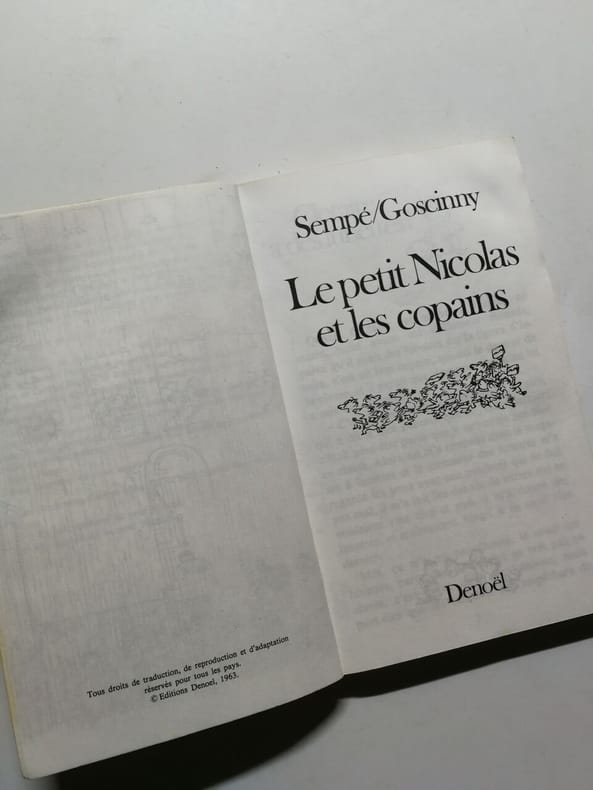 Tous droits de traduction, de reproduction et d'adaptation
réservés pour tous les pays.
© Editions Denoël, 1963.
Sempé/Goscinny
Le petit Nicolas
et les copains
Denoël